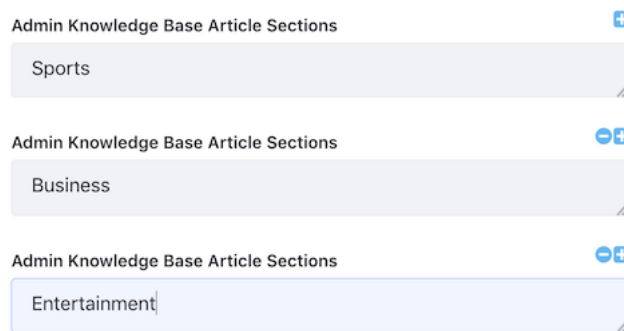 Admin Knowledge Base Article Sections
Sports
Admin Knowledge Base Article Sections
Business
Admin Knowledge Base Article Sections
Entertainment